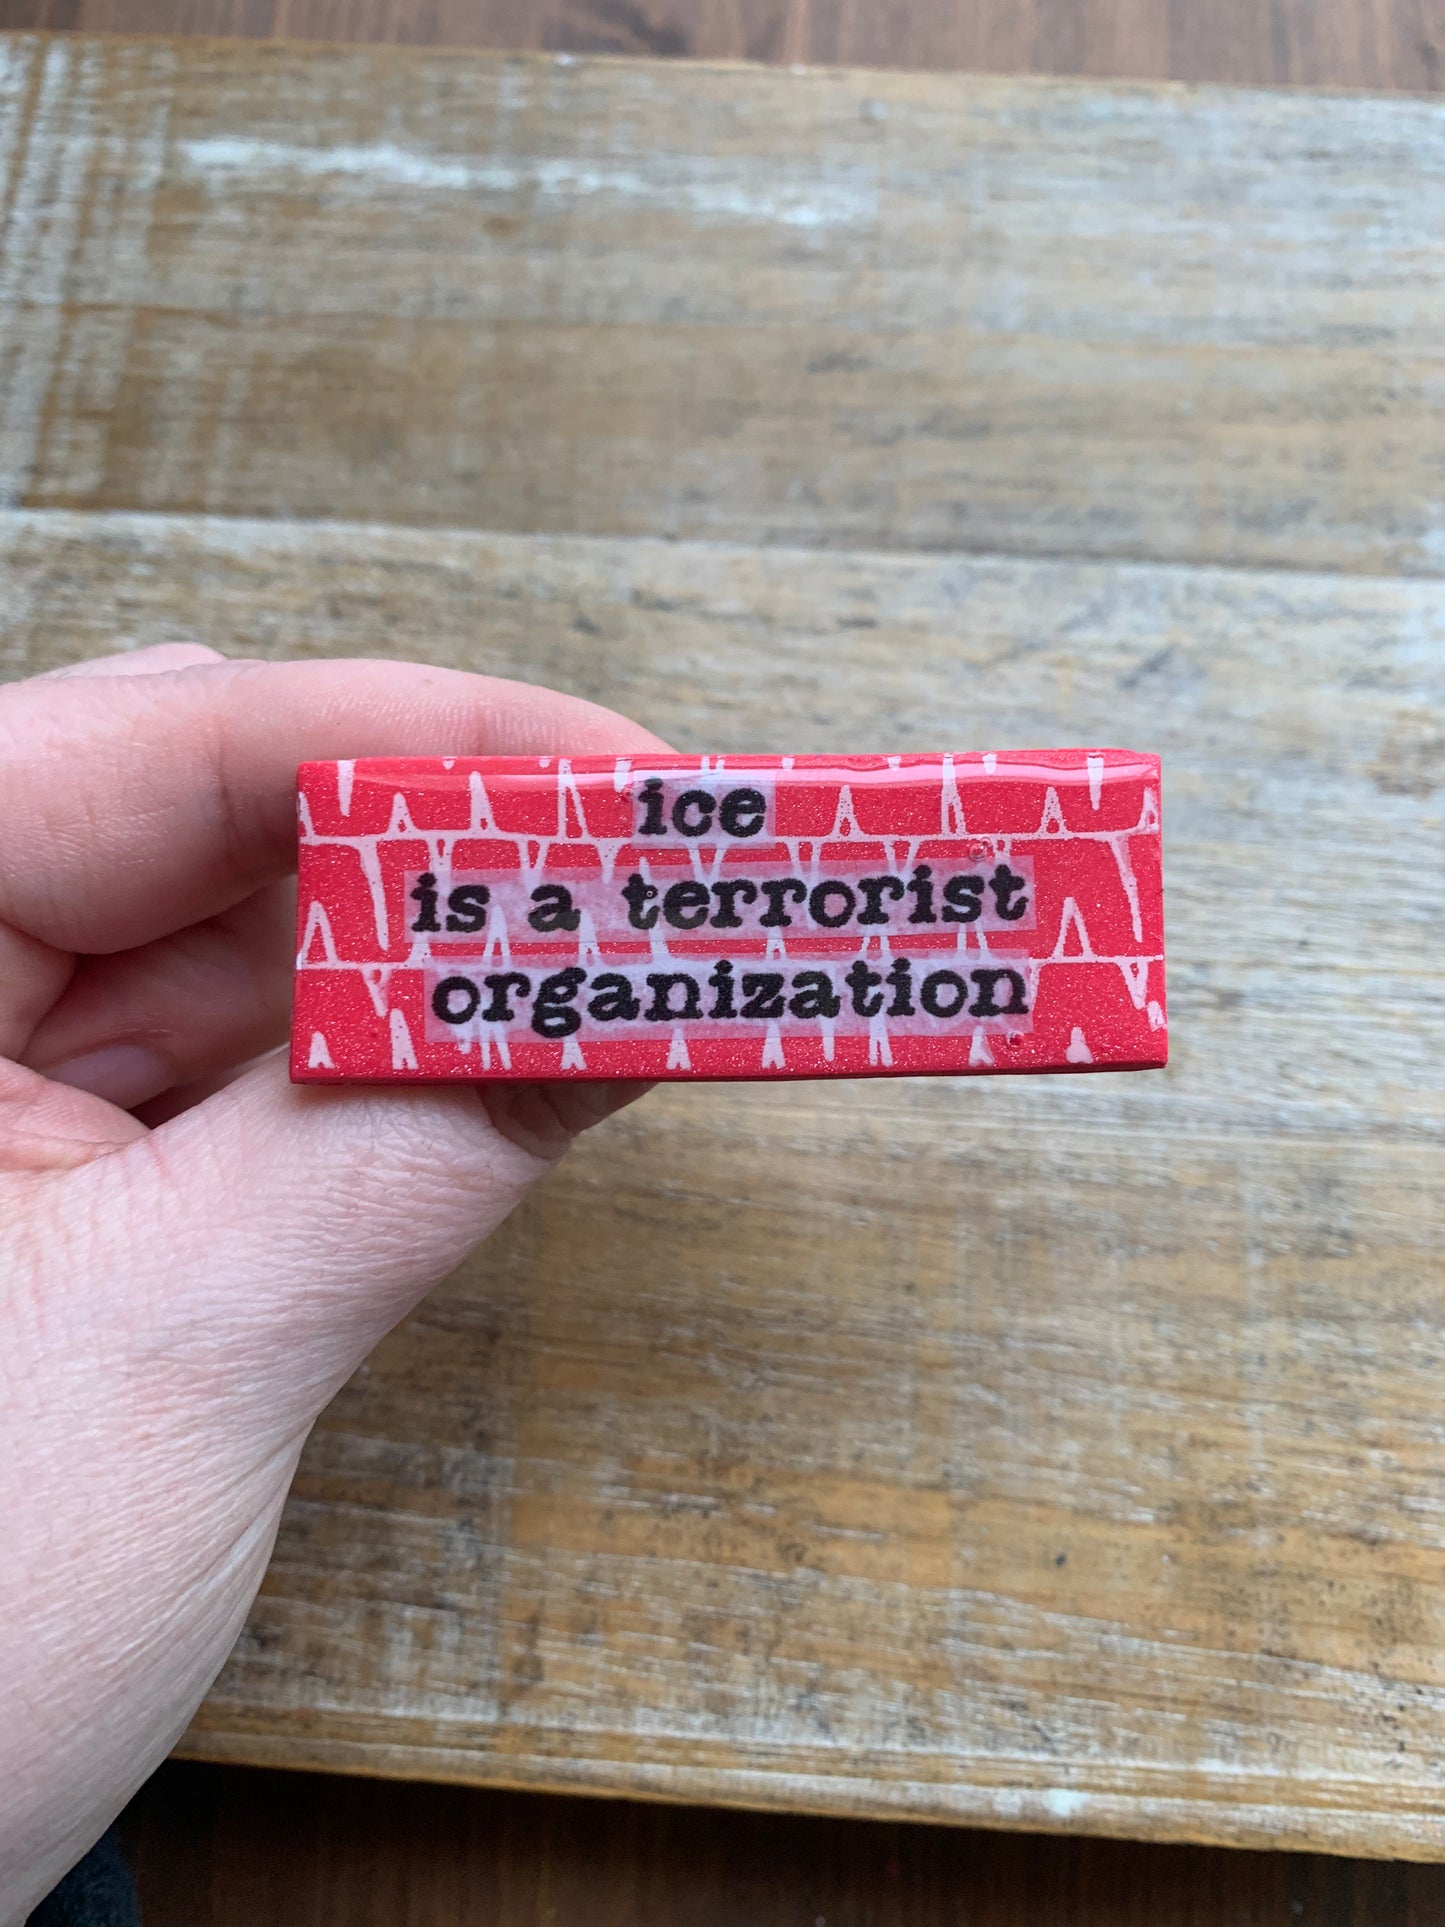 ice
is a terrorist
organization